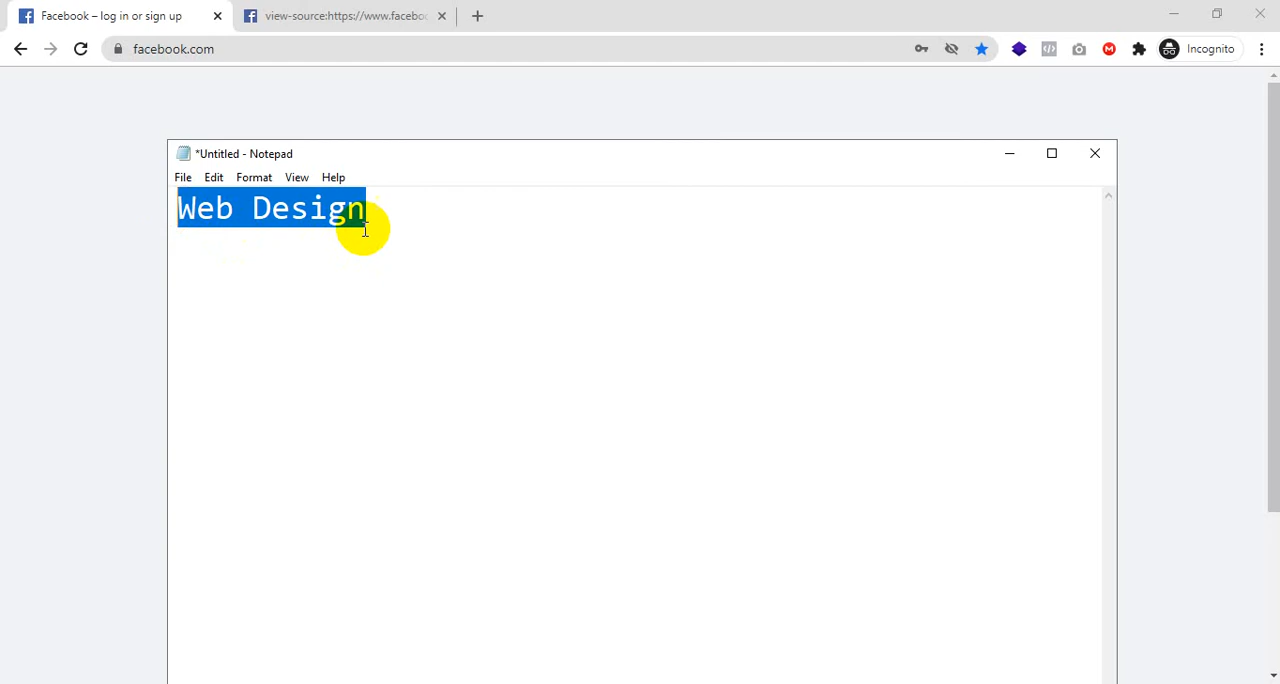 Facebook – log in or sign up
view-source:https://www.faceboo
facebook.com
Incognito
*Untitled - Notepad
File Edit Format View Help
Web Design